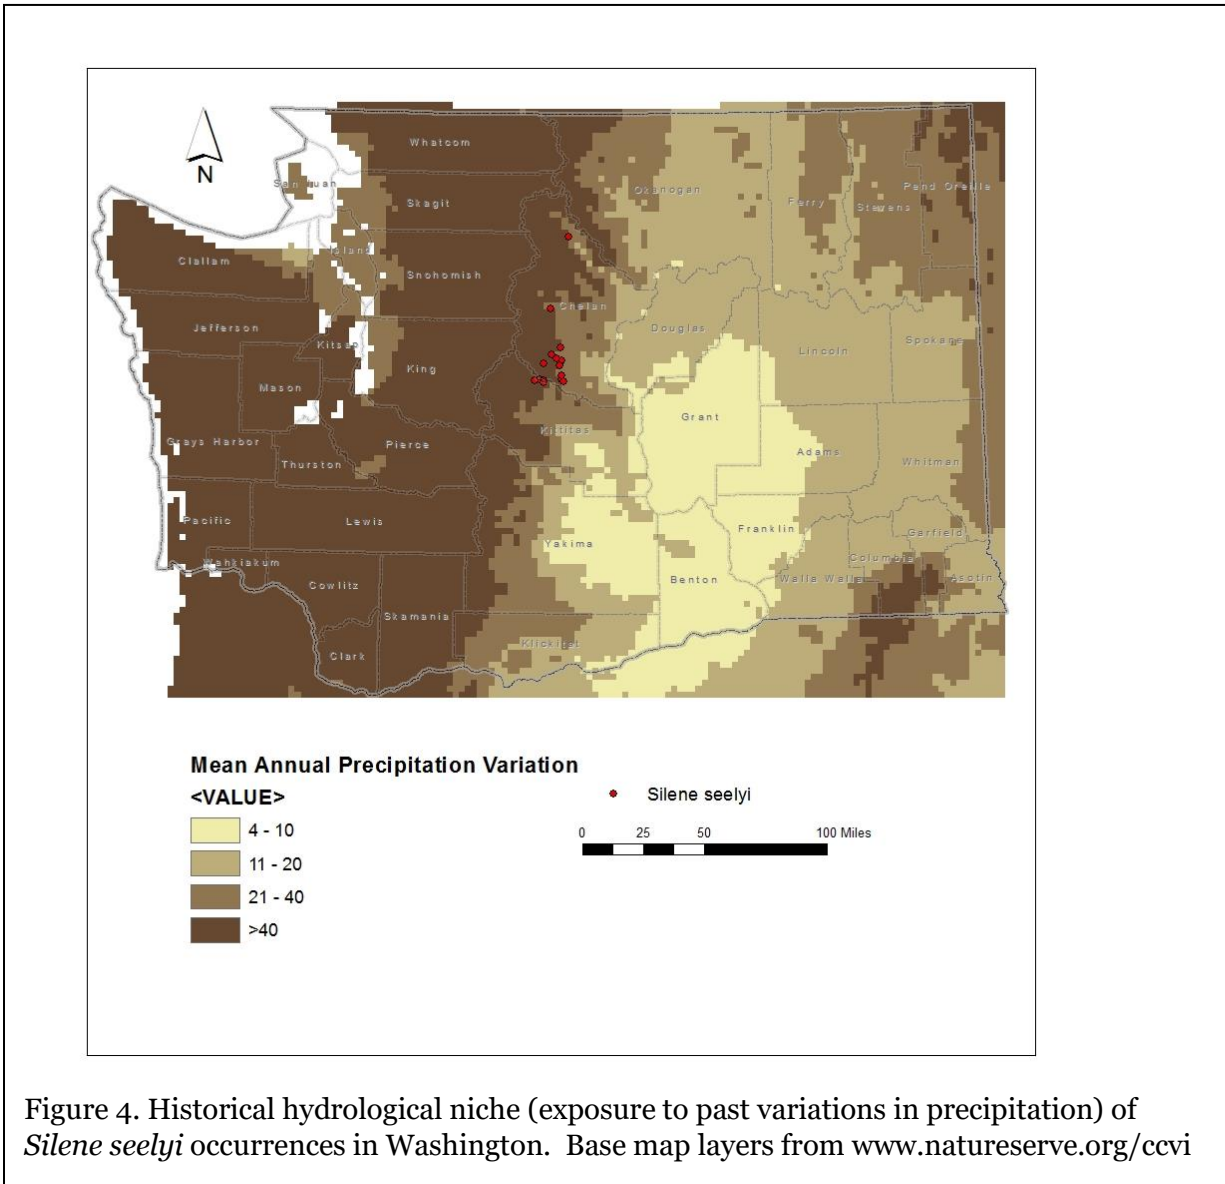 N
Whatcom
San Juan
Skagit
Okanogan
Ferry
Stevens
Pend Oreille
Island
Clallam
Snohomish
Chelan
Jefferson
Kitsap
King
Douglas
Lincoln
Spokane
Mason
Grant
Grays Harbor
Thurston
Pierce
Kittitas
Adams
Whitman
Pacific
Lewis
Yakima
Franklin
Garfield
Wahkiakum
Cowlitz
Benton
Columbia
Walla Walla
Asotin
Skamania
Clark
Klickitat
Mean Annual Precipitation Variation
<VALUE>
4 - 10
11 - 20
21 - 40
>40
Silene seelyi
0 25 50 100 Miles
Figure 4. Historical hydrological niche (exposure to past variations in precipitation) of
Silene seelyi occurrences in Washington. Base map layers from www.natureserve.org/ccvi